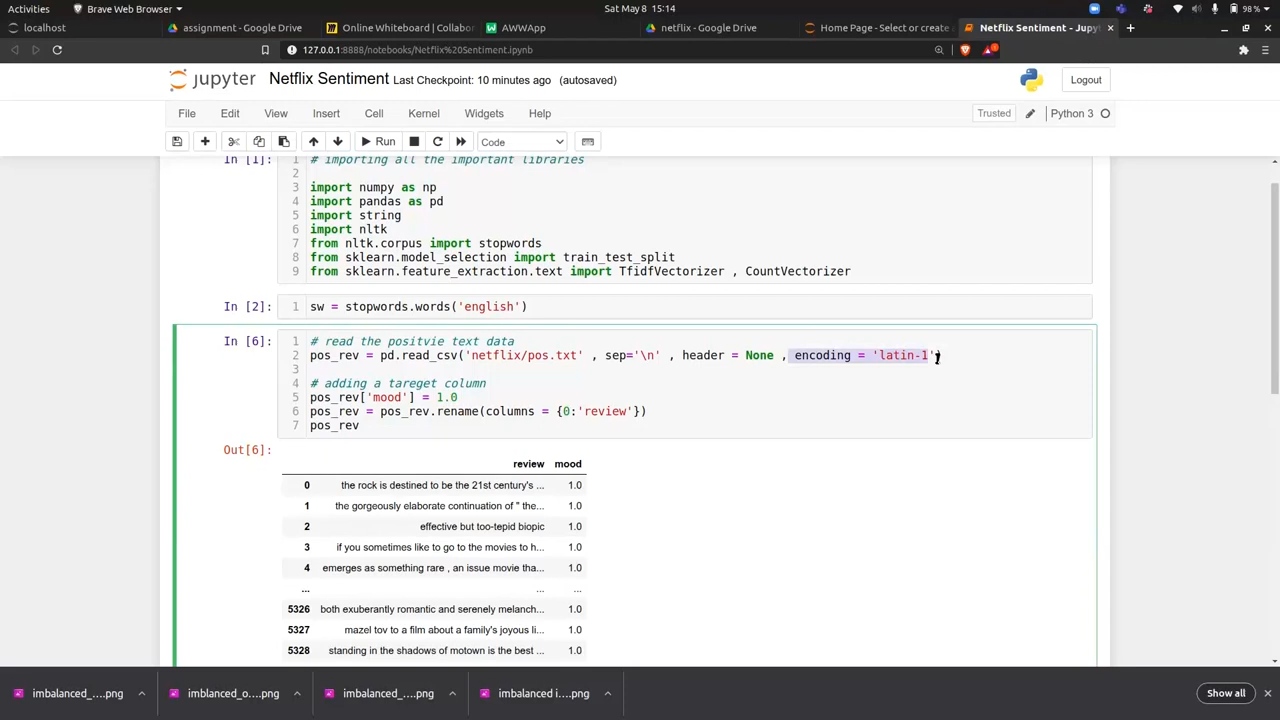 Activities
Brave Web Browser
Sat May 8 15:14
98 %
localhost
assignment - Google Drive
Online Whiteboard | Collabor
AWWApp
netflix - Google Drive
Home Page - Select or create
Netflix Sentiment - Jupyt
127.0.0.1:8888/notebooks/Netflix%20Sentiment.ipynb
jupyter Netflix Sentiment Last Checkpoint: 10 minutes ago (autosaved)
Logout
File Edit View Insert Cell Kernel Widgets Help
Trusted
Python 3
Run
Code
In [1]:
1 # importing all the important libraries
2
3 import numpy as np
4 import pandas as pd
5 import string
6 import nltk
7 from nltk.corpus import stopwords
8 from sklearn.model_selection import train_test_split
9 from sklearn.feature_extraction.text import TfidfVectorizer , CountVectorizer
In [2]:
1 sw = stopwords.words('english')
In [6]:
1 # read the positvie text data
2 pos_rev = pd.read_csv('netflix/pos.txt' , sep='\n' , header = None , encoding = 'latin-1')
3
4 # adding a tareget column
5 pos_rev['mood'] = 1.0
6 pos_rev = pos_rev.rename(columns = {0:'review'})
7 pos_rev
Out[6]:
review mood
0 the rock is destined to be the 21st century's ... 1.0
1 the gorgeously elaborate continuation of " the... 1.0
2 effective but too-tepid biopic 1.0
3 if you sometimes like to go to the movies to h... 1.0
4 emerges as something rare , an issue movie tha... 1.0
... ... ...
5326 both exuberantly romantic and serenely melanch... 1.0
5327 mazel tov to a film about a family's joyous li... 1.0
5328 standing in the shadows of motown is the best ... 1.0
imbalanced_....png
imblanced_o....png
imbalanced_....png
imbalanced i....png
Show all